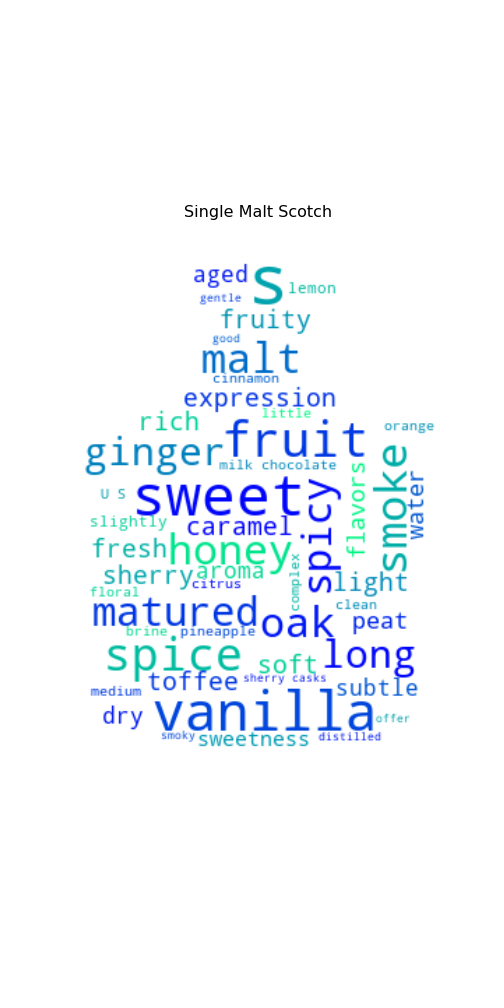 Single Malt Scotch
aged S lemon
gentle
fruity
good
malt
cinnamon
expression
little
rich
orange
fruit
ginger
milk chocolate
smoke
water
flavors
spicy
U S
sweet
slightly
caramel
fresh
honey
sherry
aroma
citrus
complex
light
floral
clean
matured
oak
peat
brine
pineapple
spice
soft
long
toffee
sherry casks
subtle
medium
dry
vanilla
offer
smoky
sweetness
distilled